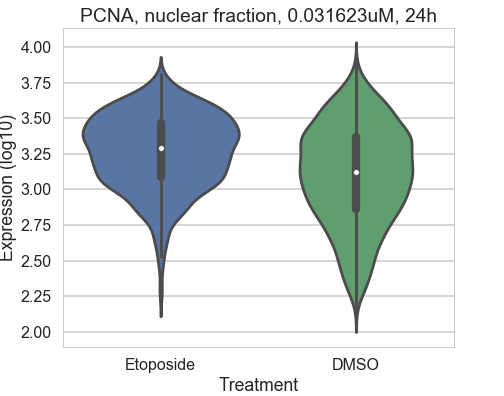 PCNA, nuclear fraction, 0.031623uM, 24h
Expression (log10)
4.00
3.75
3.50
3.25
3.00
2.75
2.50
2.25
2.00
Etoposide DMSO
Treatment